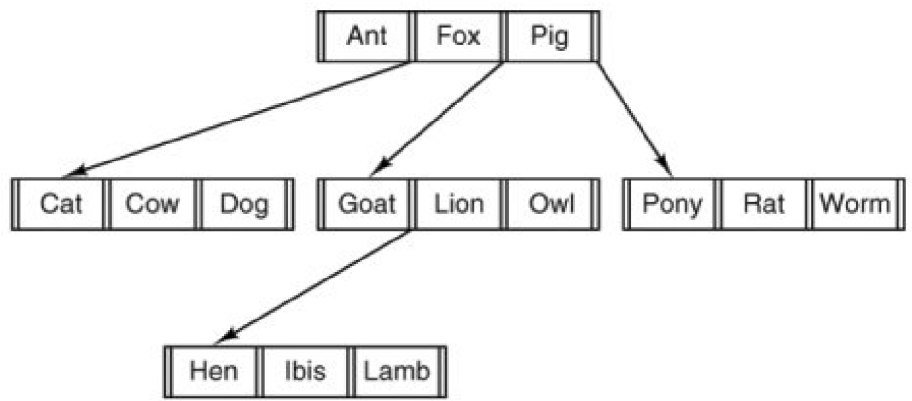 Ant Fox Pig
Cat Cow Dog Goat Lion Owl Pony Rat Worm
Hen Ibis Lamb